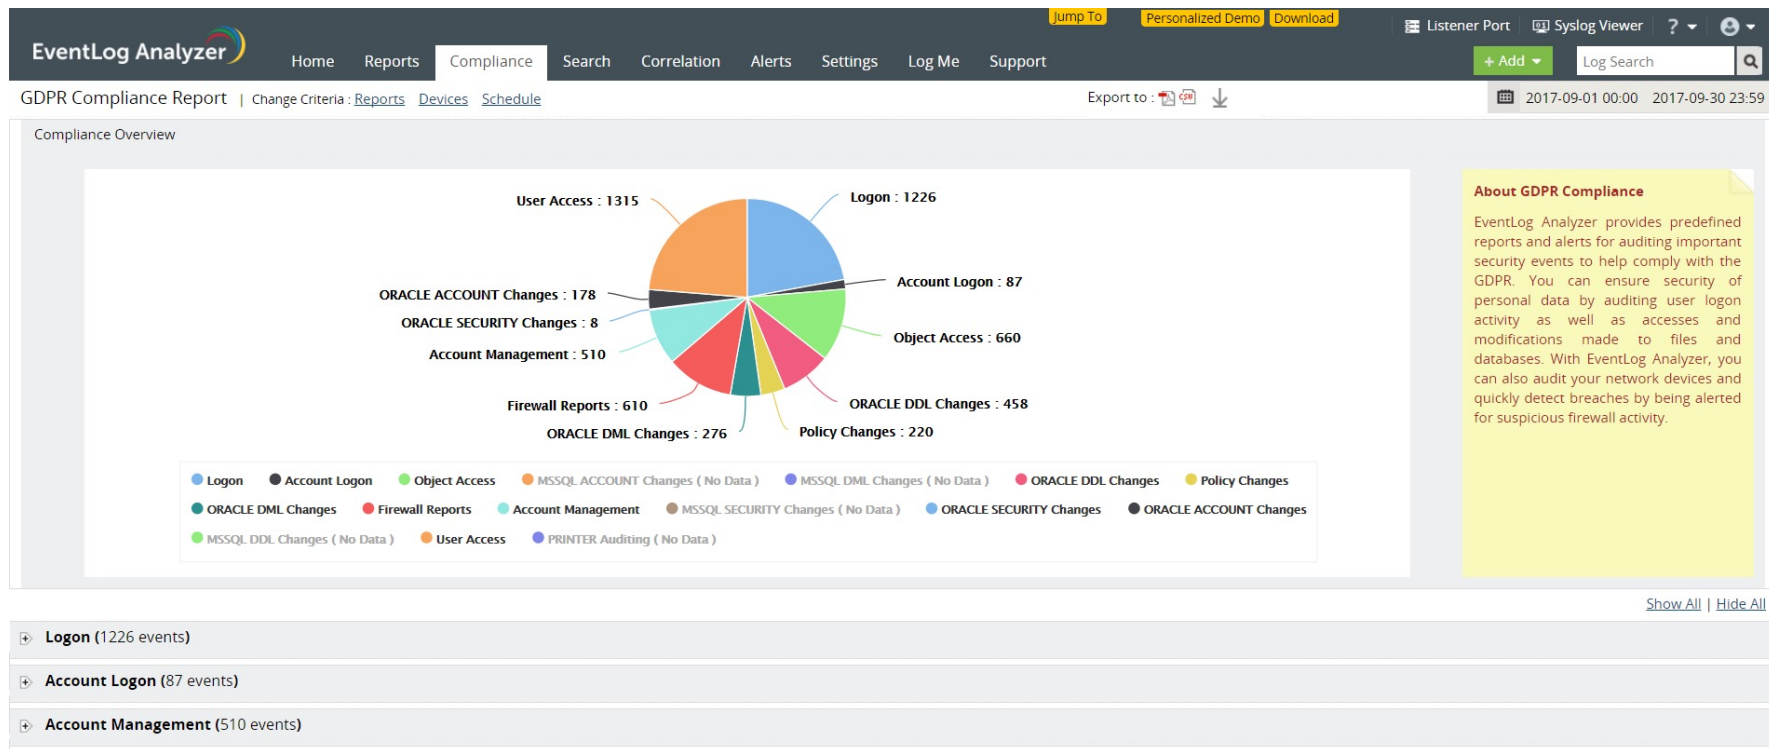 Jump To Personalized Demo Download Listener Port Syslog Viewer ?
EventLog Analyzer Home Reports Compliance Search Correlation Alerts Settings Log Me Support + Add Log Search
GDPR Compliance Report | Change Criteria : Reports Devices Schedule Export to : 2017-09-01 00:00 2017-09-30 23:59
Compliance Overview
User Access : 1315
Logon : 1226
ORACLE ACCOUNT Changes : 178
Account Logon : 87
ORACLE SECURITY Changes : 8
Object Access : 660
Account Management : 510
Firewall Reports : 610
ORACLE DDL Changes : 458
ORACLE DML Changes : 276
Policy Changes : 220
Logon Account Logon Object Access MSSQL ACCOUNT Changes ( No Data ) MSSQL DML Changes ( No Data ) ORACLE DDL Changes Policy Changes
ORACLE DML Changes Firewall Reports Account Management MSSQL SECURITY Changes ( No Data ) ORACLE SECURITY Changes ORACLE ACCOUNT Changes
MSSQL DDL Changes ( No Data ) User Access PRINTER Auditing ( No Data )
About GDPR Compliance
EventLog Analyzer provides predefined
reports and alerts for auditing important
security events to help comply with the
GDPR. You can ensure security of
personal data by auditing user logon
activity as well as accesses and
modifications made to files and
databases. With EventLog Analyzer, you
can also audit your network devices and
quickly detect breaches by being alerted
for suspicious firewall activity.
Show All | Hide All
Logon (1226 events)
Account Logon (87 events)
Account Management (510 events)